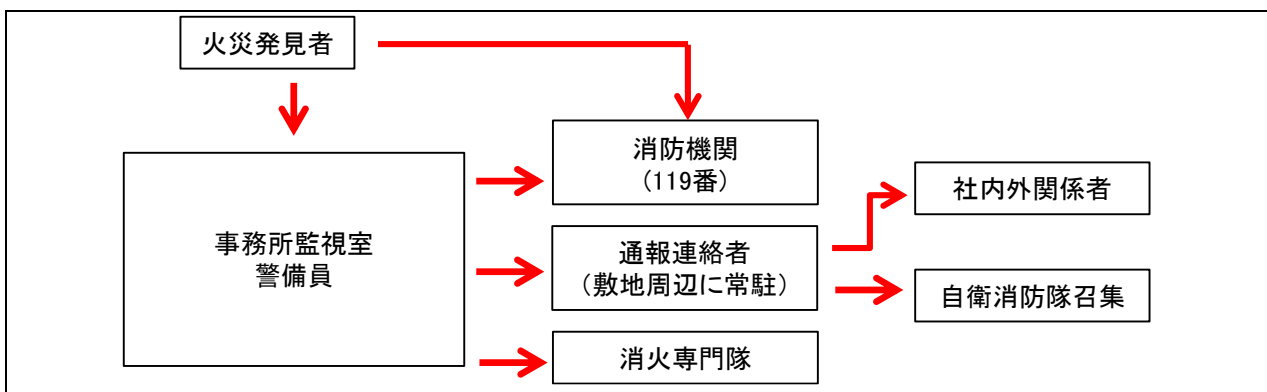 火災発見者
消防機関
(119番)
社内外関係者
事務所監視室
警備員
通報連絡者
(敷地周辺に常駐)
自衛消防隊召集
消火専門隊